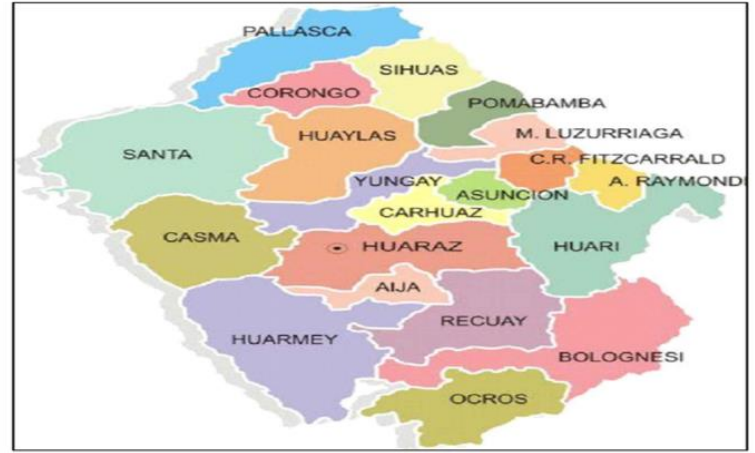 PALLASCA
SIHUAS
CORONGO
POMABAMBA
HUAYLAS
M. LUZURRIAGA
SANTA
C.R. FITZCARRALD
YUNGAY
A. RAYMONDI
ASUNCION
CARHUAZ
CASMA
HUARAZ
HUARI
AIJA
RECUAY
HUARMEY
BOLOGNESI
OCROS